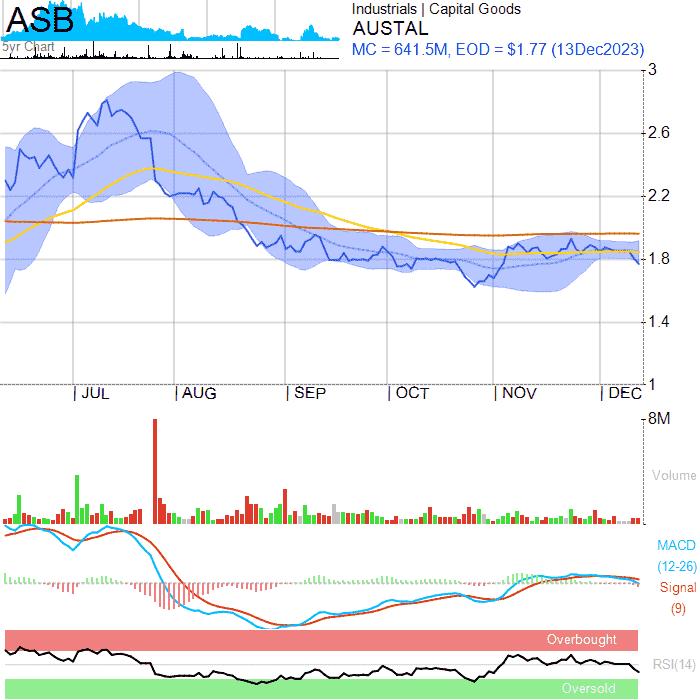 ASB
5yr Chart
Industrials | Capital Goods
AUSTAL
MC = 641.5M, EOD = $1.77 (13Dec2023)
3
2.6
2.2
1.8
1.4
1
| JUL | AUG | SEP | OCT | NOV | DEC
8M
Volume
MACD
(12-26)
Signal
(9)
Overbought
RSI(14)
Oversold